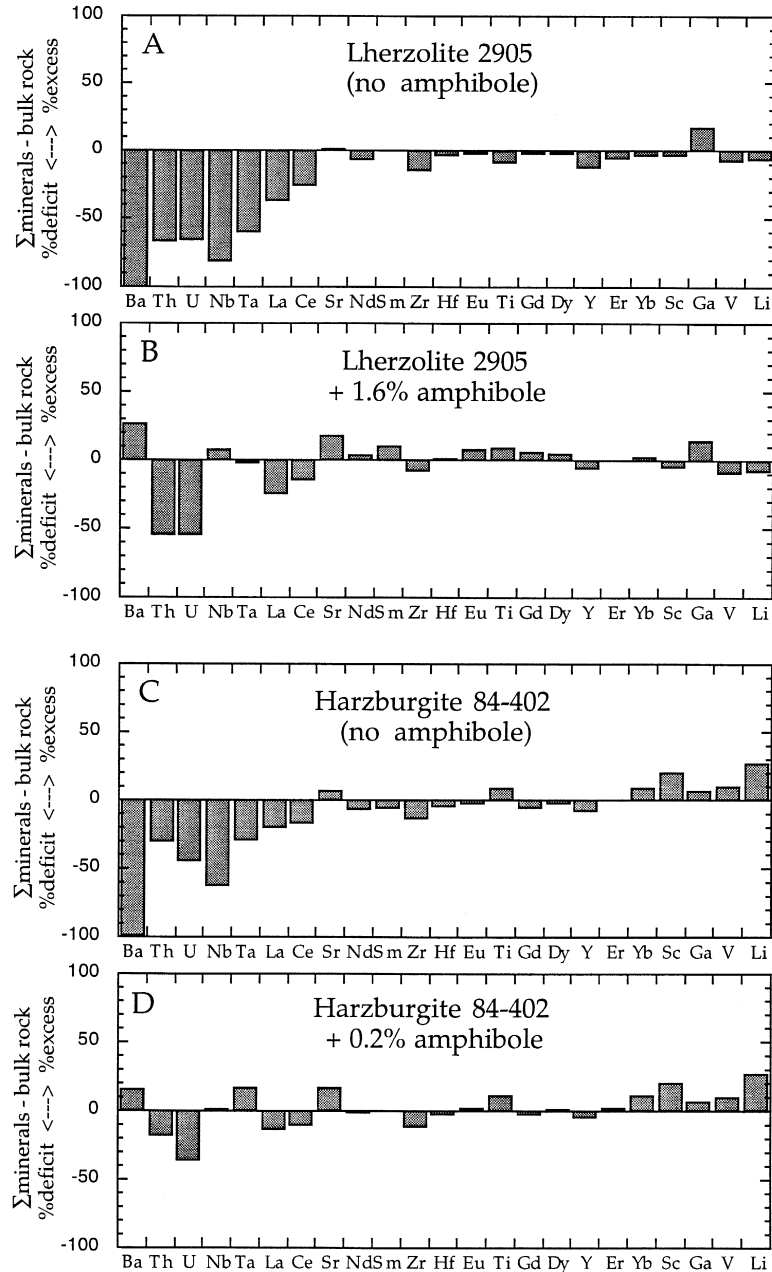 A
Lherzolite 2905
(no amphibole)
Σminerals - bulk rock
%deficit <---> %excess
100
50
0
-50
-100
Ba Th U Nb Ta La Ce Sr NdS m Zr Hf Eu Ti Gd Dy Y Er Yb Sc Ga V Li
B
Lherzolite 2905
+ 1.6% amphibole
Σminerals - bulk rock
%deficit <---> %excess
100
50
0
-50
-100
Ba Th U Nb Ta La Ce Sr NdS m Zr Hf Eu Ti Gd Dy Y Er Yb Sc Ga V Li
C
Harzburgite 84-402
(no amphibole)
Σminerals - bulk rock
%deficit <---> %excess
100
50
0
-50
-100
Ba Th U Nb Ta La Ce Sr NdS m Zr Hf Eu Ti Gd Dy Y Er Yb Sc Ga V Li
D
Harzburgite 84-402
+ 0.2% amphibole
Σminerals - bulk rock
%deficit <---> %excess
100
50
0
-50
-100
Ba Th U Nb Ta La Ce Sr NdS m Zr Hf Eu Ti Gd Dy Y Er Yb Sc Ga V Li